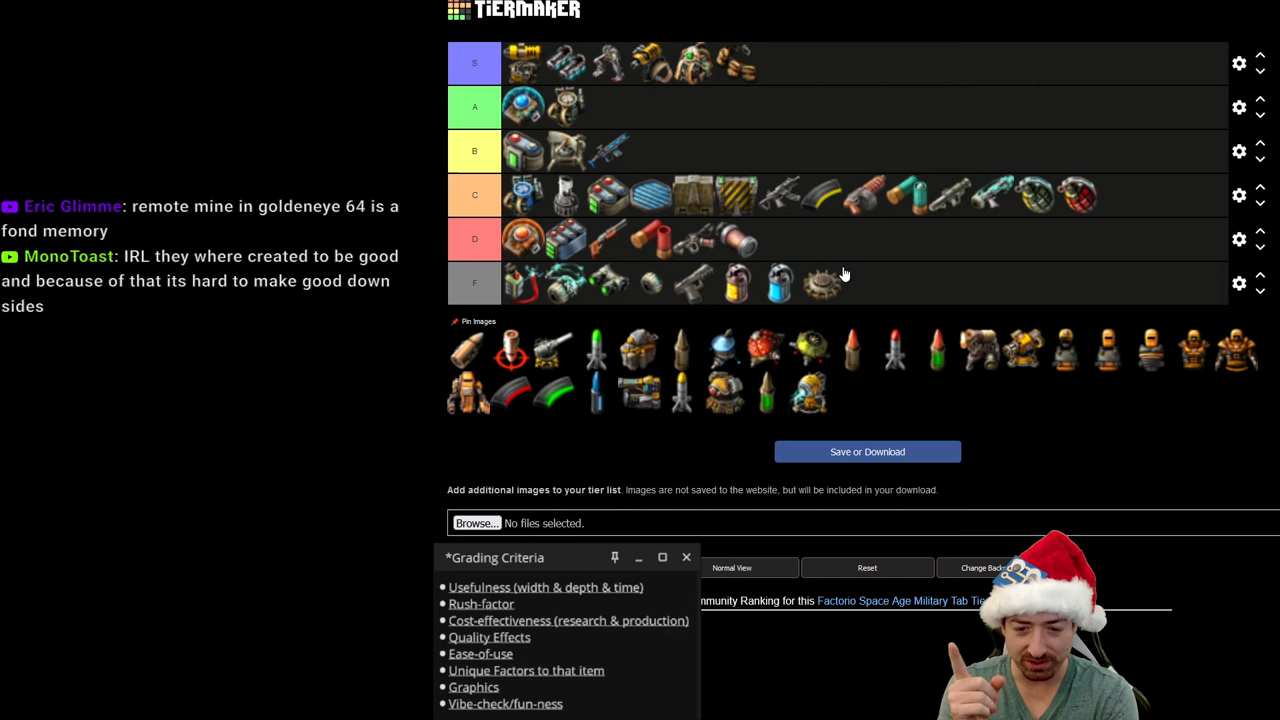 TiERMAKER
S
A
B
C
D
F
Eric Glimme: remote mine in goldeneye 64 is a
fond memory
MonoToast: IRL they where created to be good
and because of that its hard to make good down
sides
Pin Images
Save or Download
Add additional images to your tier list. Images are not saved to the website, but will be included in your download.
Browse... No files selected.
*Grading Criteria
Usefulness (width & depth & time)
Rush-factor
Cost-effectiveness (research & production)
Quality Effects
Ease-of-use
Unique Factors to that item
Graphics
Vibe-check/fun-ness
Normal View
Reset
Change
Ranking for this Factorio Space Age Military Tab